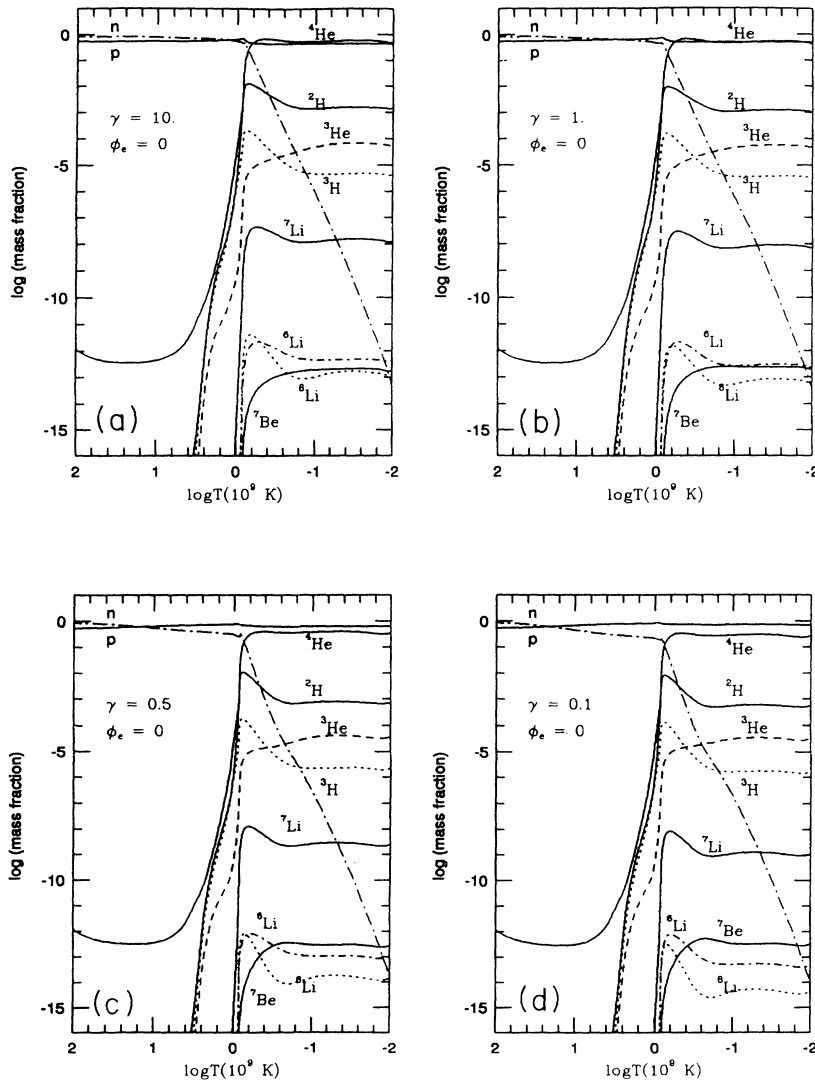 (a)
0
-5
-10
-15
log (mass fraction)
n
p
⁴He
γ = 10.
ϕₑ = 0
²H
³He
³H
⁷Li
⁶Li
⁸Li
⁷Be
2 1 0 -1 -2
logT(10⁹ K)
(b)
0
-5
-10
-15
log (mass fraction)
n
p
⁴He
γ = 1.
ϕₑ = 0
²H
³He
³H
⁷Li
⁶Li
⁸Li
⁷Be
2 1 0 -1 -2
logT(10⁹ K)
(c)
0
-5
-10
-15
log (mass fraction)
n
p
⁴He
γ = 0.5
ϕₑ = 0
²H
³He
³H
⁷Li
⁶Li
⁸Li
⁷Be
2 1 0 -1 -2
logT(10⁹ K)
(d)
0
-5
-10
-15
log (mass fraction)
n
p
⁴He
γ = 0.1
ϕₑ = 0
²H
³He
³H
⁷Li
⁶Li
⁷Be
⁸Li
2 1 0 -1 -2
logT(10⁹ K)